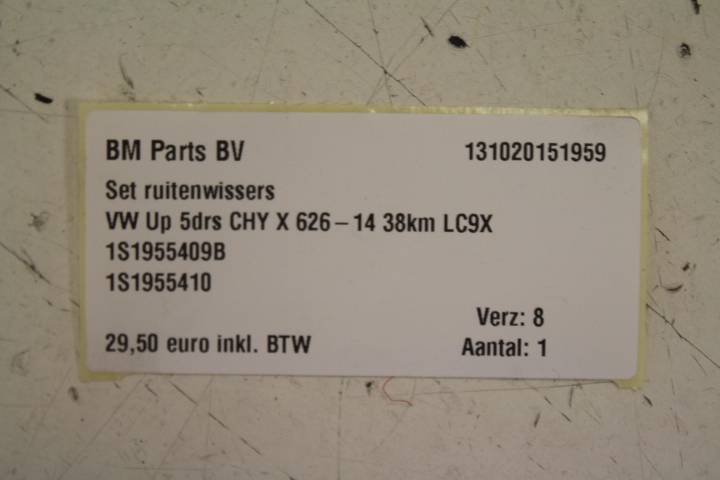 BM Parts BV 131020151959
Set ruitenwissers
VW Up 5drs CHY X 626-14 38km LC9X
1S1955409B
1S1955410
Verz: 8
29,50 euro inkl. BTW Aantal: 1